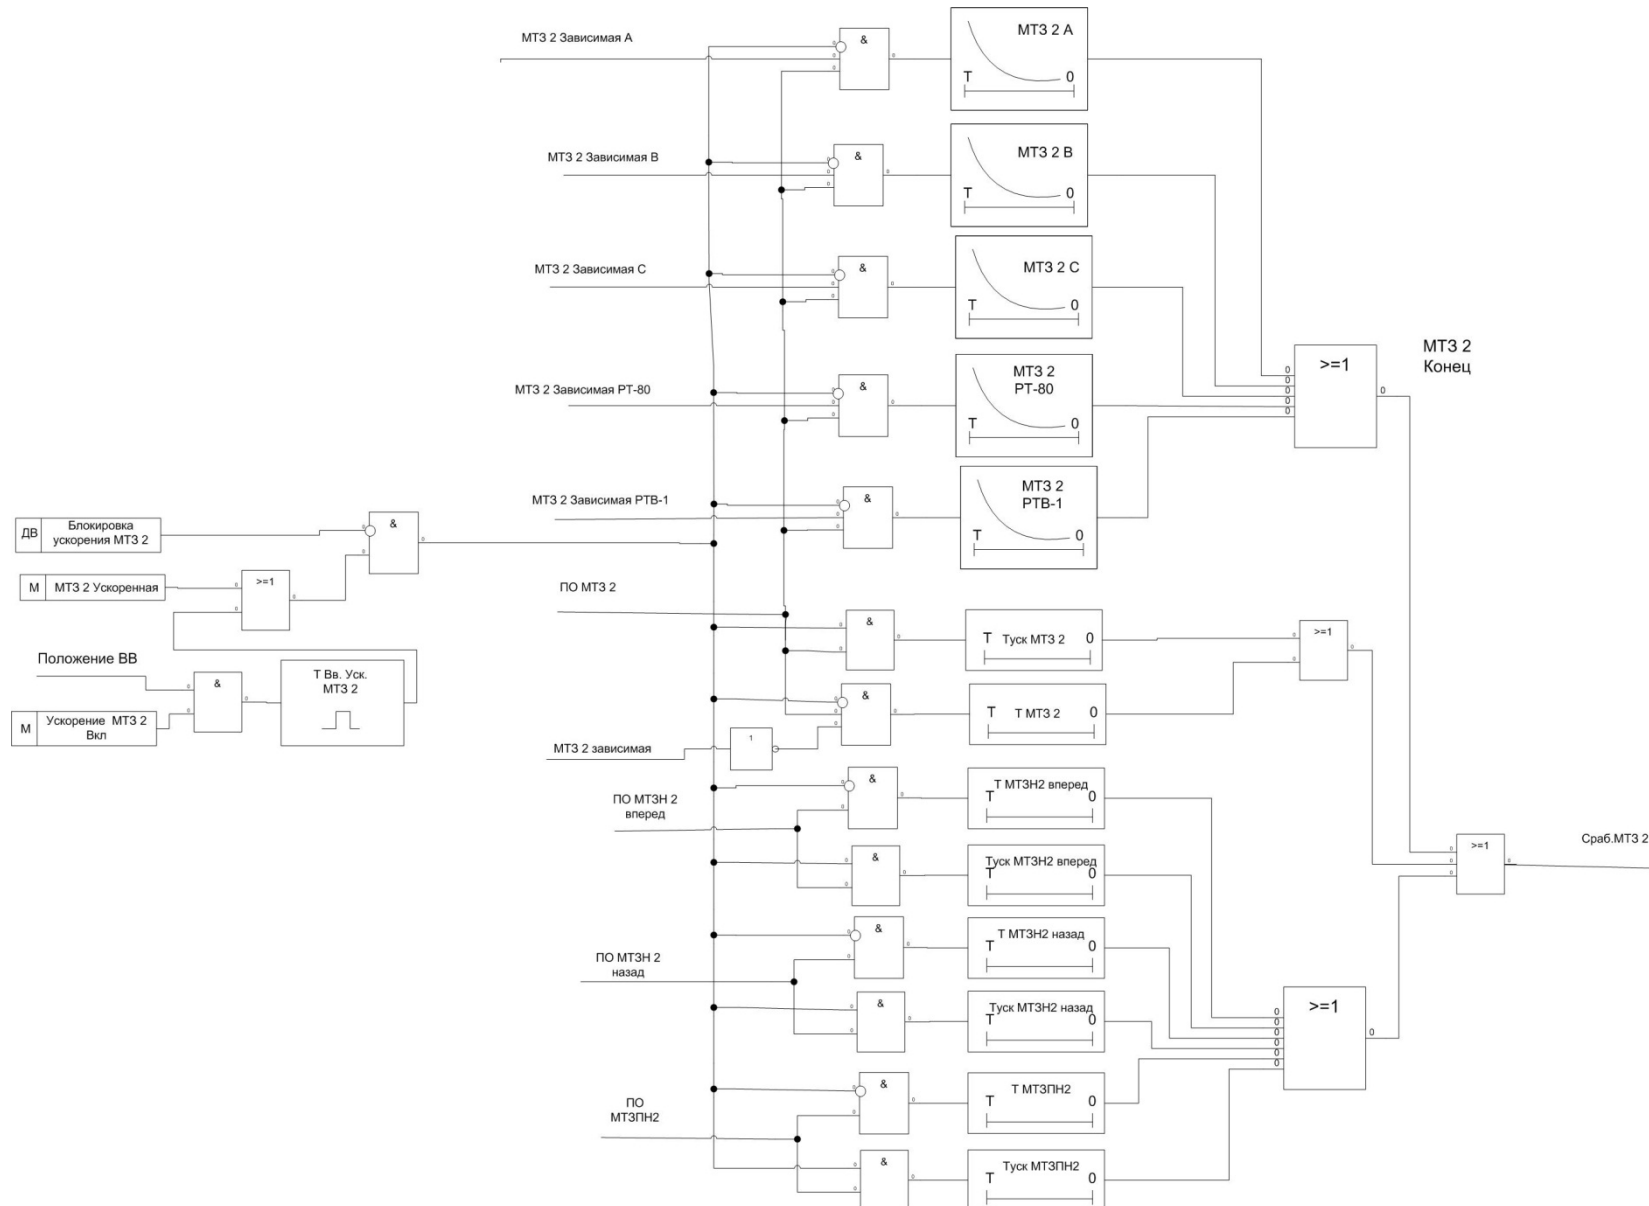 МТЗ 2 Зависимая А
&
МТЗ 2 А
Т 0
МТЗ 2 Зависимая В
&
МТЗ 2 В
Т 0
МТЗ 2 Зависимая С
&
МТЗ 2 С
Т 0
МТЗ 2 Зависимая РТ-80
&
МТЗ 2
РТ-80
Т 0
>=1
МТЗ 2
Конец
МТЗ 2 Зависимая РТВ-1
&
МТЗ 2
РТВ-1
Т 0
ДВ
Блокировка
ускорения МТЗ 2
&
М
МТЗ 2 Ускоренная
>=1
Положение ВВ
М
Ускорение МТЗ 2
Вкл
&
Т Вв. Уск.
МТЗ 2
ПО МТЗ 2
&
Т Туск МТЗ 2 0
>=1
МТЗ 2 зависимая
1
&
Т Т МТЗ 2 0
ПО МТЗН 2
вперед
&
Т МТЗН2 вперед
Т 0
&
Туск МТЗН2 вперед
Т 0
>=1
Сраб.МТЗ 2
ПО МТЗН 2
назад
&
Т МТЗН2 назад
Т 0
&
Туск МТЗН2 назад
Т 0
>=1
ПО
МТЗПН2
&
Т МТЗПН2
Т 0
&
Туск МТЗПН2
Т 0